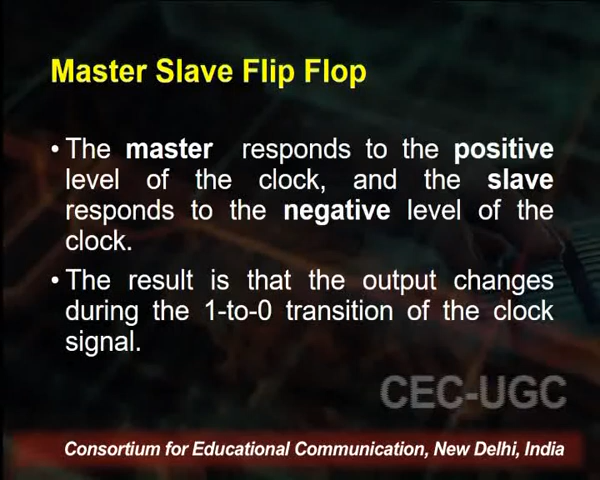 Master Slave Flip Flop
• The master responds to the positive
level of the clock, and the slave
responds to the negative level of the
clock.
• The result is that the output changes
during the 1-to-0 transition of the clock
signal.
CEC-UGC
Consortium for Educational Communication, New Delhi, India